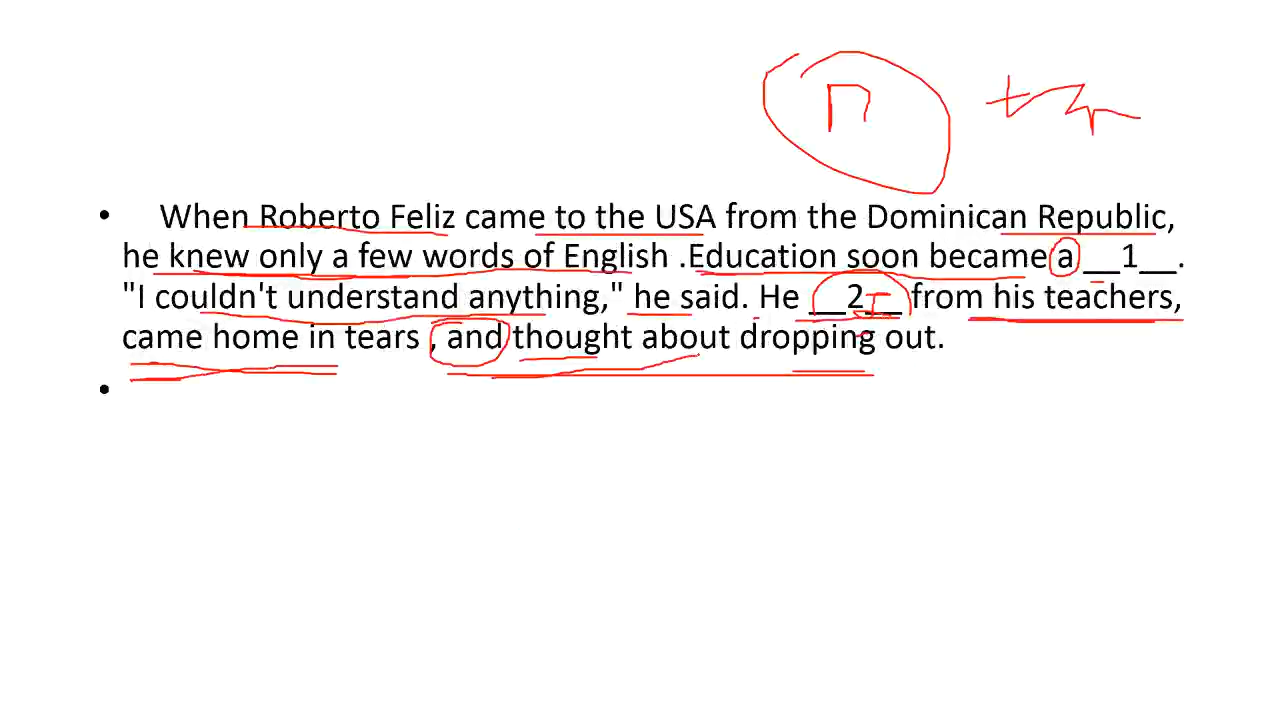 • When Roberto Feliz came to the USA from the Dominican Republic,
he knew only a few words of English .Education soon became a __1__.
"I couldn't understand anything," he said. He __2__ from his teachers,
came home in tears , and thought about dropping out.
•